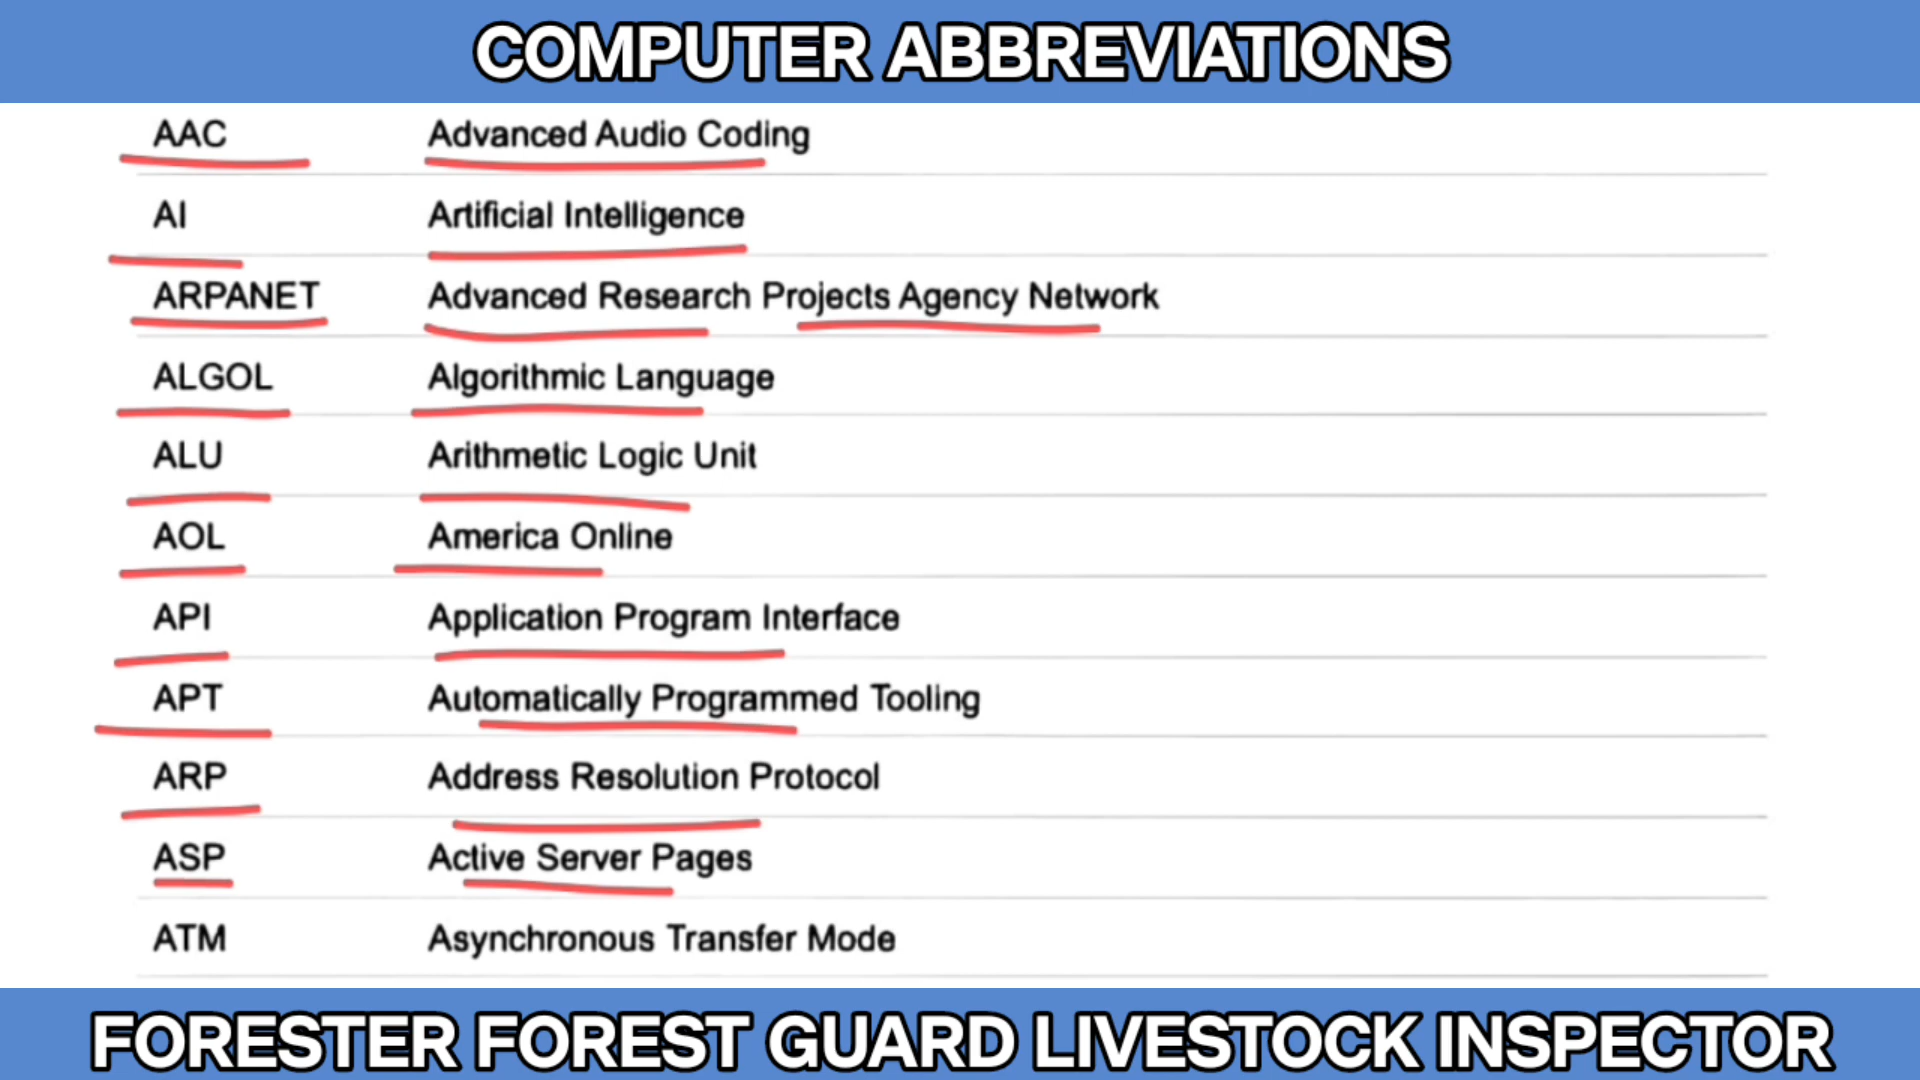 COMPUTER ABBREVIATIONS
AAC Advanced Audio Coding
AI Artificial Intelligence
ARPANET Advanced Research Projects Agency Network
ALGOL Algorithmic Language
ALU Arithmetic Logic Unit
AOL America Online
API Application Program Interface
APT Automatically Programmed Tooling
ARP Address Resolution Protocol
ASP Active Server Pages
ATM Asynchronous Transfer Mode
FORESTER FOREST GUARD LIVESTOCK INSPECTOR